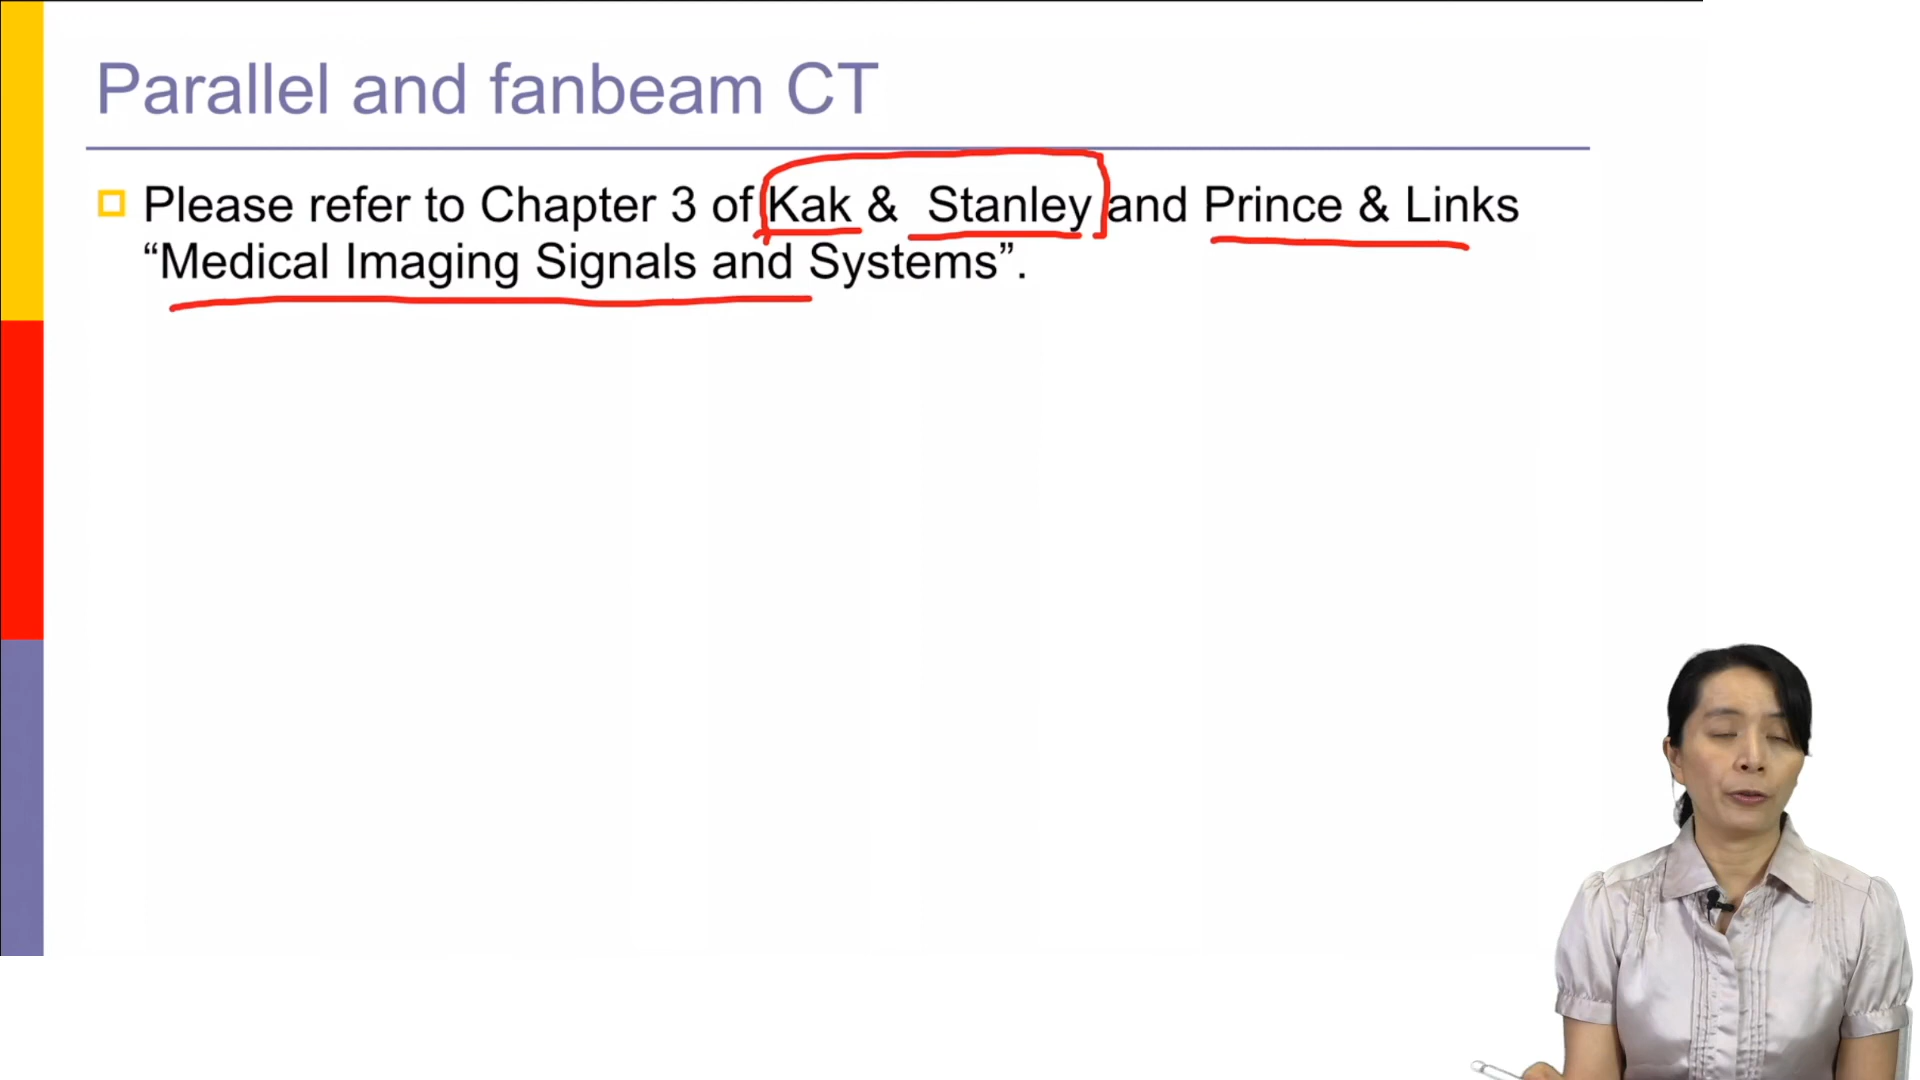 Parallel and fanbeam CT
Please refer to Chapter 3 of Kak & Stanley and Prince & Links
“Medical Imaging Signals and Systems”.